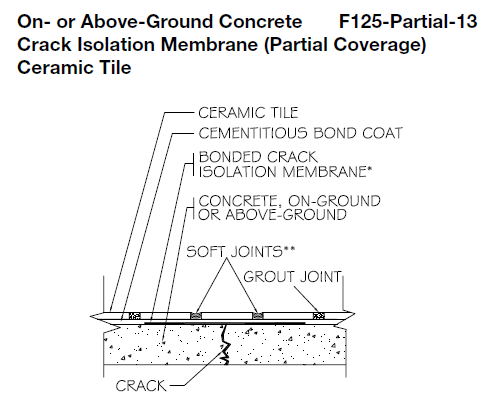 On- or Above-Ground Concrete F125-Partial-13
Crack Isolation Membrane (Partial Coverage)
Ceramic Tile
CERAMIC TILE
CEMENTITIOUS BOND COAT
BONDED CRACK
ISOLATION MEMBRANE*
CONCRETE, ON-GROUND
OR ABOVE-GROUND
SOFT JOINTS**
GROUT JOINT
CRACK